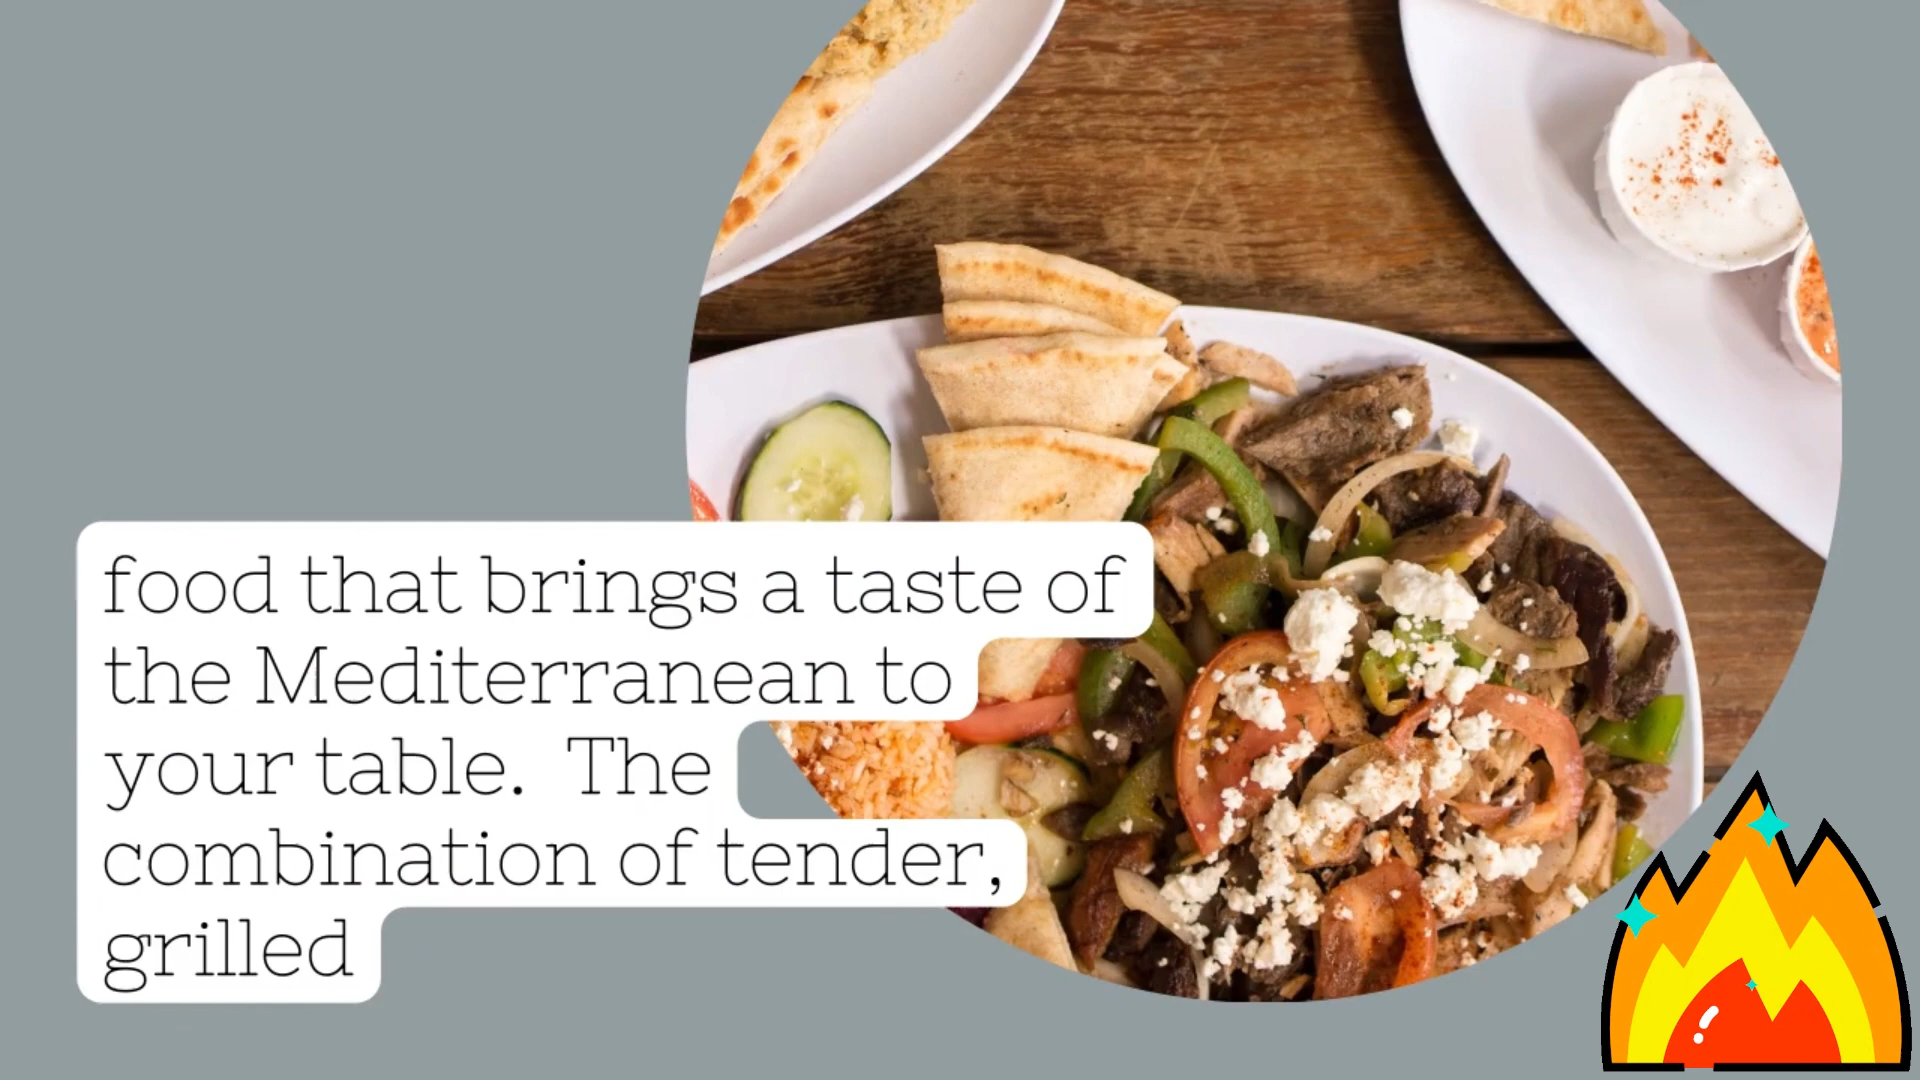 food that brings a taste of
the Mediterranean to
your table.  The
combination of tender,
grilled